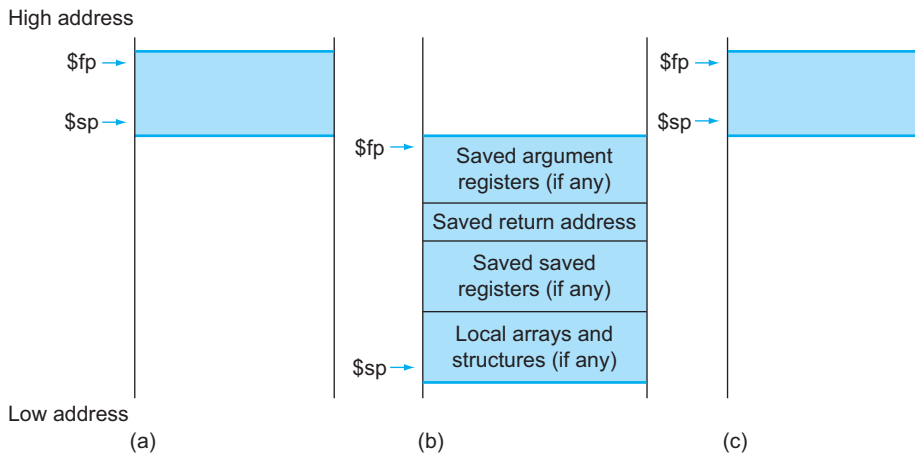 High address
$fp
$sp
$fp
Saved argument
registers (if any)
Saved return address
Saved saved
registers (if any)
Local arrays and
structures (if any)
$sp
$fp
$sp
Low address
(a)
(b)
(c)